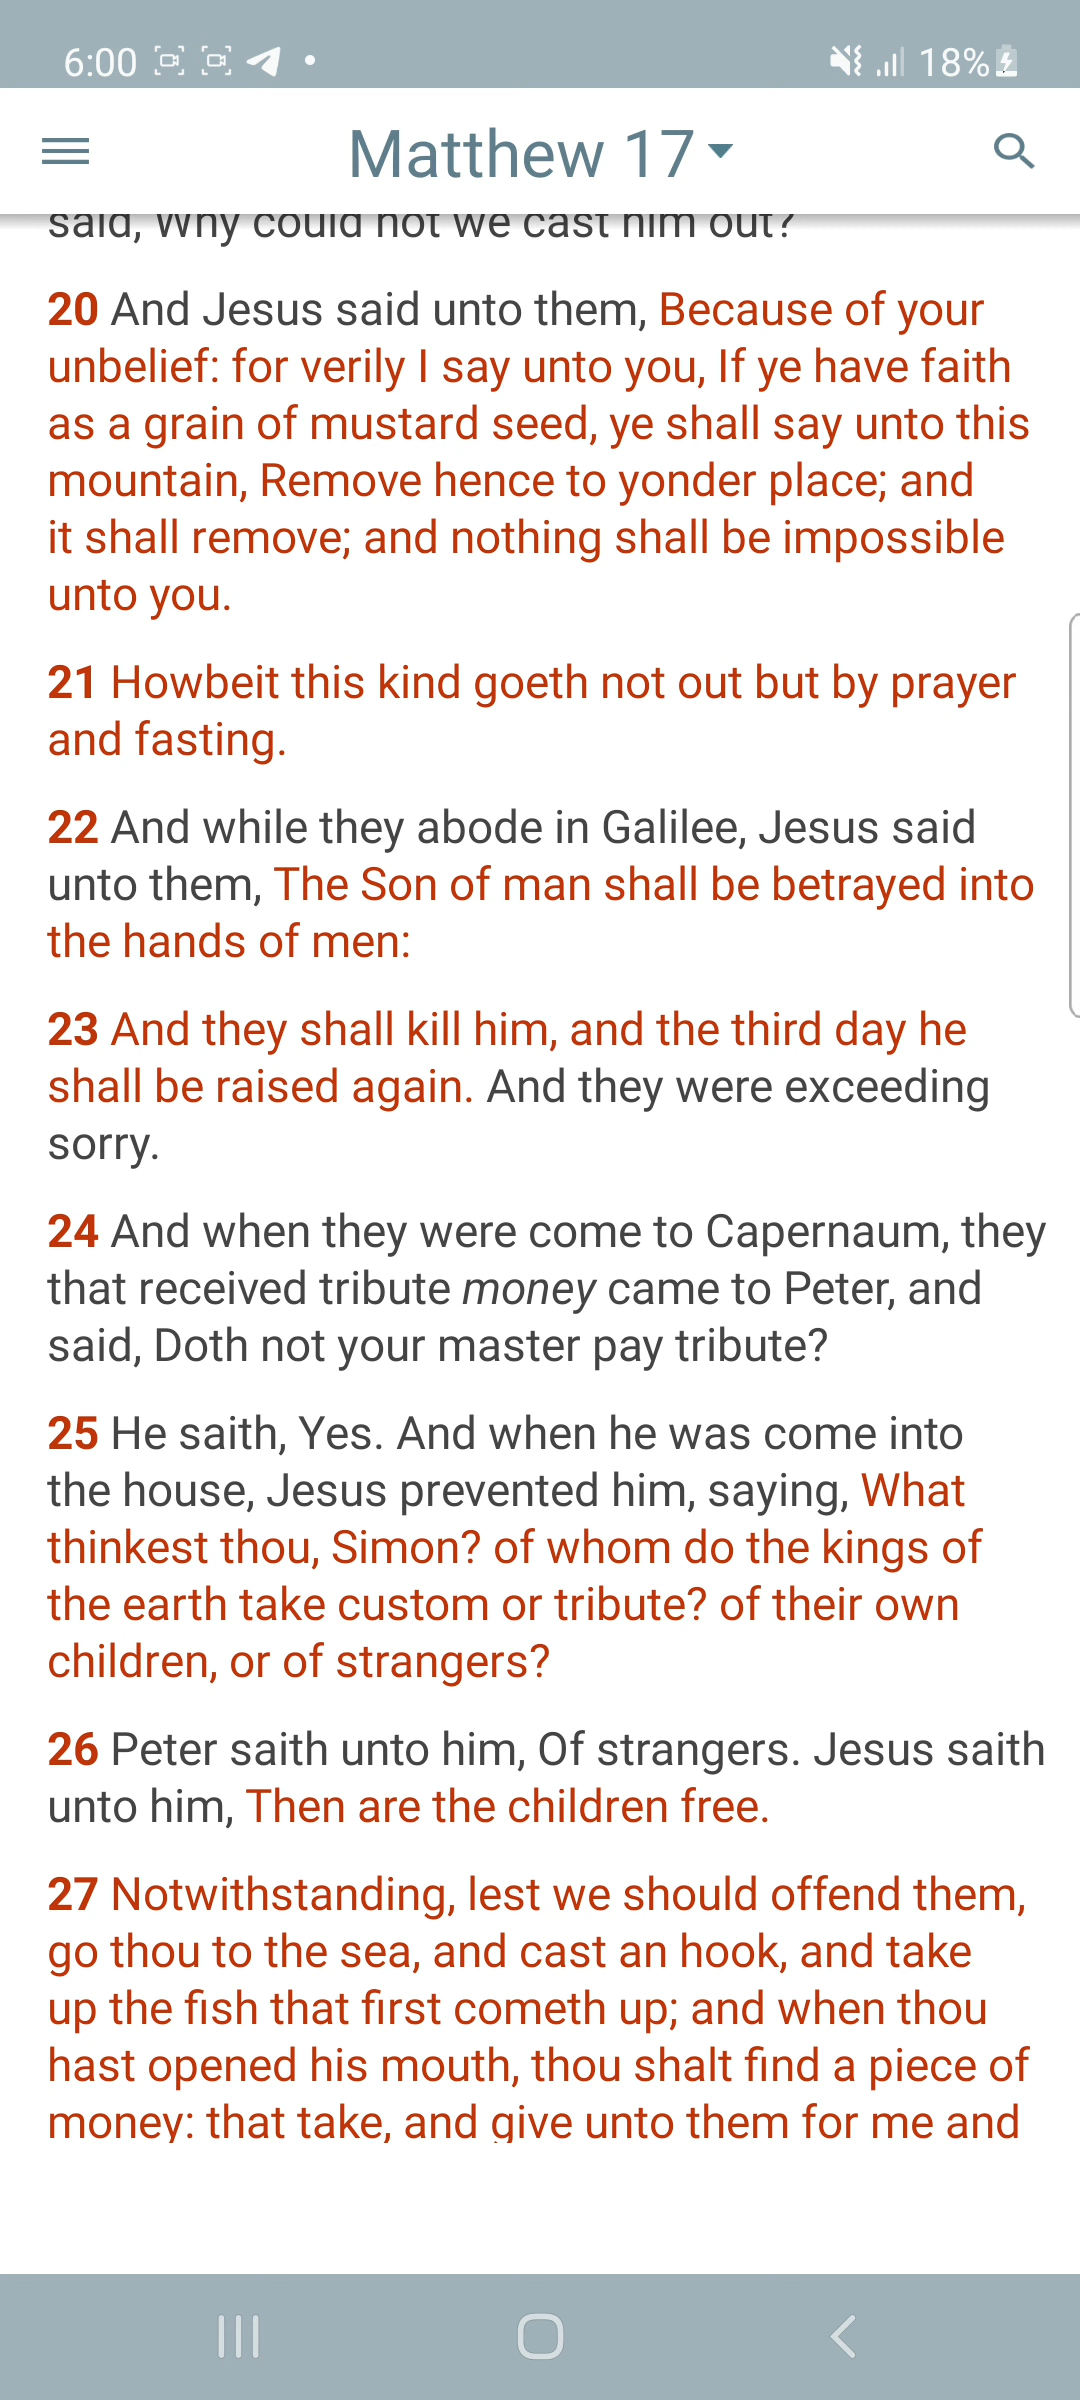 6:00
18%
Matthew 17
said, Why could not we cast him out?
20 And Jesus said unto them, Because of your
unbelief: for verily I say unto you, If ye have faith
as a grain of mustard seed, ye shall say unto this
mountain, Remove hence to yonder place; and
it shall remove; and nothing shall be impossible
unto you.
21 Howbeit this kind goeth not out but by prayer
and fasting.
22 And while they abode in Galilee, Jesus said
unto them, The Son of man shall be betrayed into
the hands of men:
23 And they shall kill him, and the third day he
shall be raised again. And they were exceeding
sorry.
24 And when they were come to Capernaum, they
that received tribute money came to Peter, and
said, Doth not your master pay tribute?
25 He saith, Yes. And when he was come into
the house, Jesus prevented him, saying, What
thinkest thou, Simon? of whom do the kings of
the earth take custom or tribute? of their own
children, or of strangers?
26 Peter saith unto him, Of strangers. Jesus saith
unto him, Then are the children free.
27 Notwithstanding, lest we should offend them,
go thou to the sea, and cast an hook, and take
up the fish that first cometh up; and when thou
hast opened his mouth, thou shalt find a piece of
money: that take, and give unto them for me and